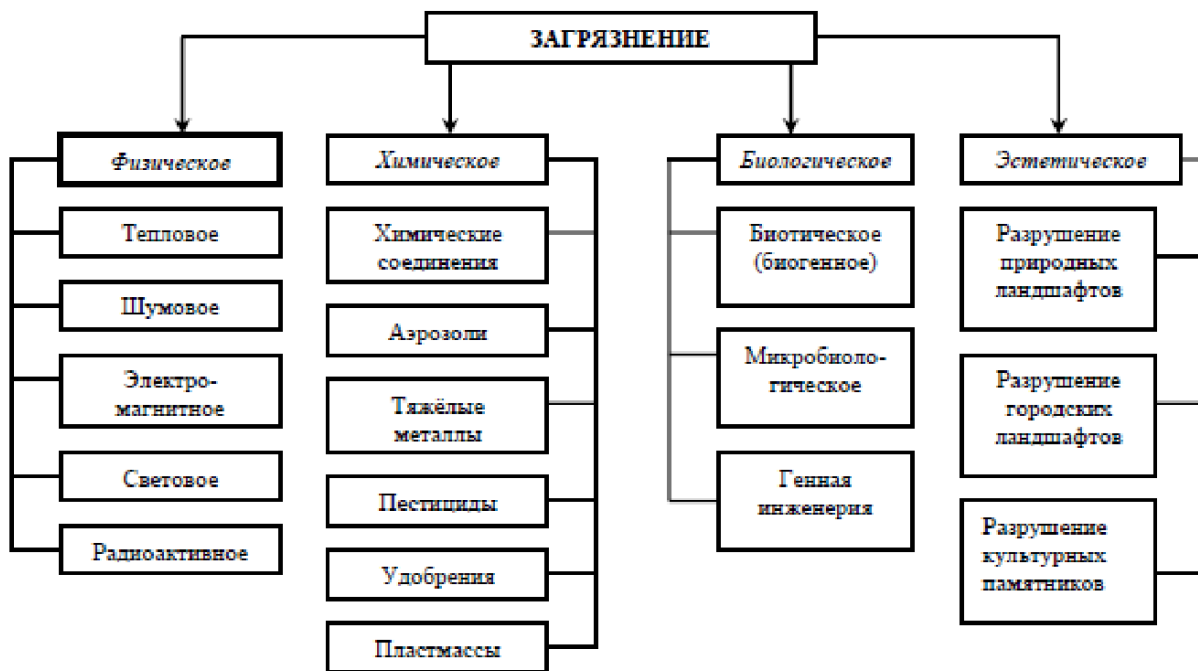 ЗАГРЯЗНЕНИЕ
Физическое
Тепловое
Шумовое
Электро-
магнитное
Световое
Радиоактивное
Химическое
Химические
соединения
Аэрозоли
Тяжёлые
металлы
Пестициды
Удобрения
Пластмассы
Биологическое
Биотическое
(биогенное)
Микробиоло-
гическое
Генная
инженерия
Эстетическое
Разрушение
природных
ландшафтов
Разрушение
городских
ландшафтов
Разрушение
культурных
памятников